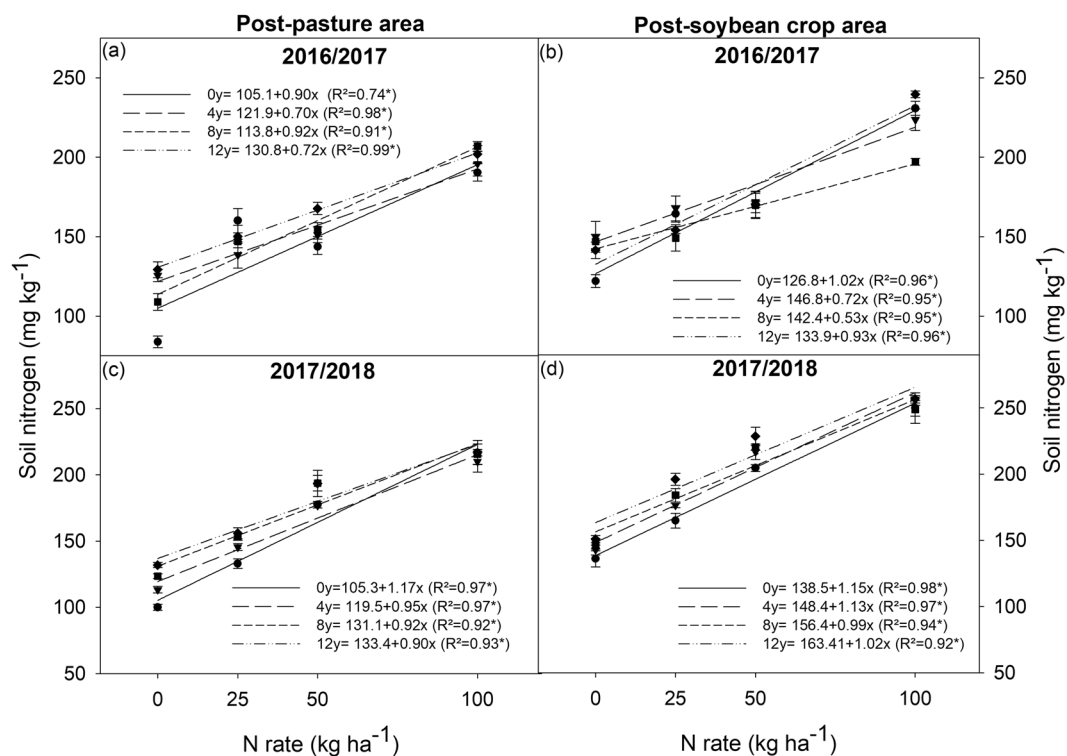 Post-pasture area
Post-soybean crop area
(a)
2016/2017
0y= 105.1+0.90x (R²=0.74*)
4y= 121.9+0.70x (R²=0.98*)
8y= 113.8+0.92x (R²=0.91*)
12y= 130.8+0.72x (R²=0.99*)
250
200
150
100
(b)
2016/2017
0y=126.8+1.02x (R²=0.96*)
4y= 146.8+0.72x (R²=0.95*)
8y= 142.4+0.53x (R²=0.95*)
12y= 133.9+0.93x (R²=0.96*)
250
200
150
100
Soil nitrogen (mg kg⁻¹)
Soil nitrogen (mg kg⁻¹)
(c)
2017/2018
0y=105.3+1.17x (R²=0.97*)
4y= 119.5+0.95x (R²=0.97*)
8y= 131.1+0.92x (R²=0.92*)
12y= 133.4+0.90x (R²=0.93*)
250
200
150
100
50
0 25 50 100
N rate (kg ha⁻¹)
(d)
2017/2018
0y= 138.5+1.15x (R²=0.98*)
4y= 148.4+1.13x (R²=0.97*)
8y= 156.4+0.99x (R²=0.94*)
12y= 163.41+1.02x (R²=0.92*)
250
200
150
100
50
0 25 50 100
N rate (kg ha⁻¹)